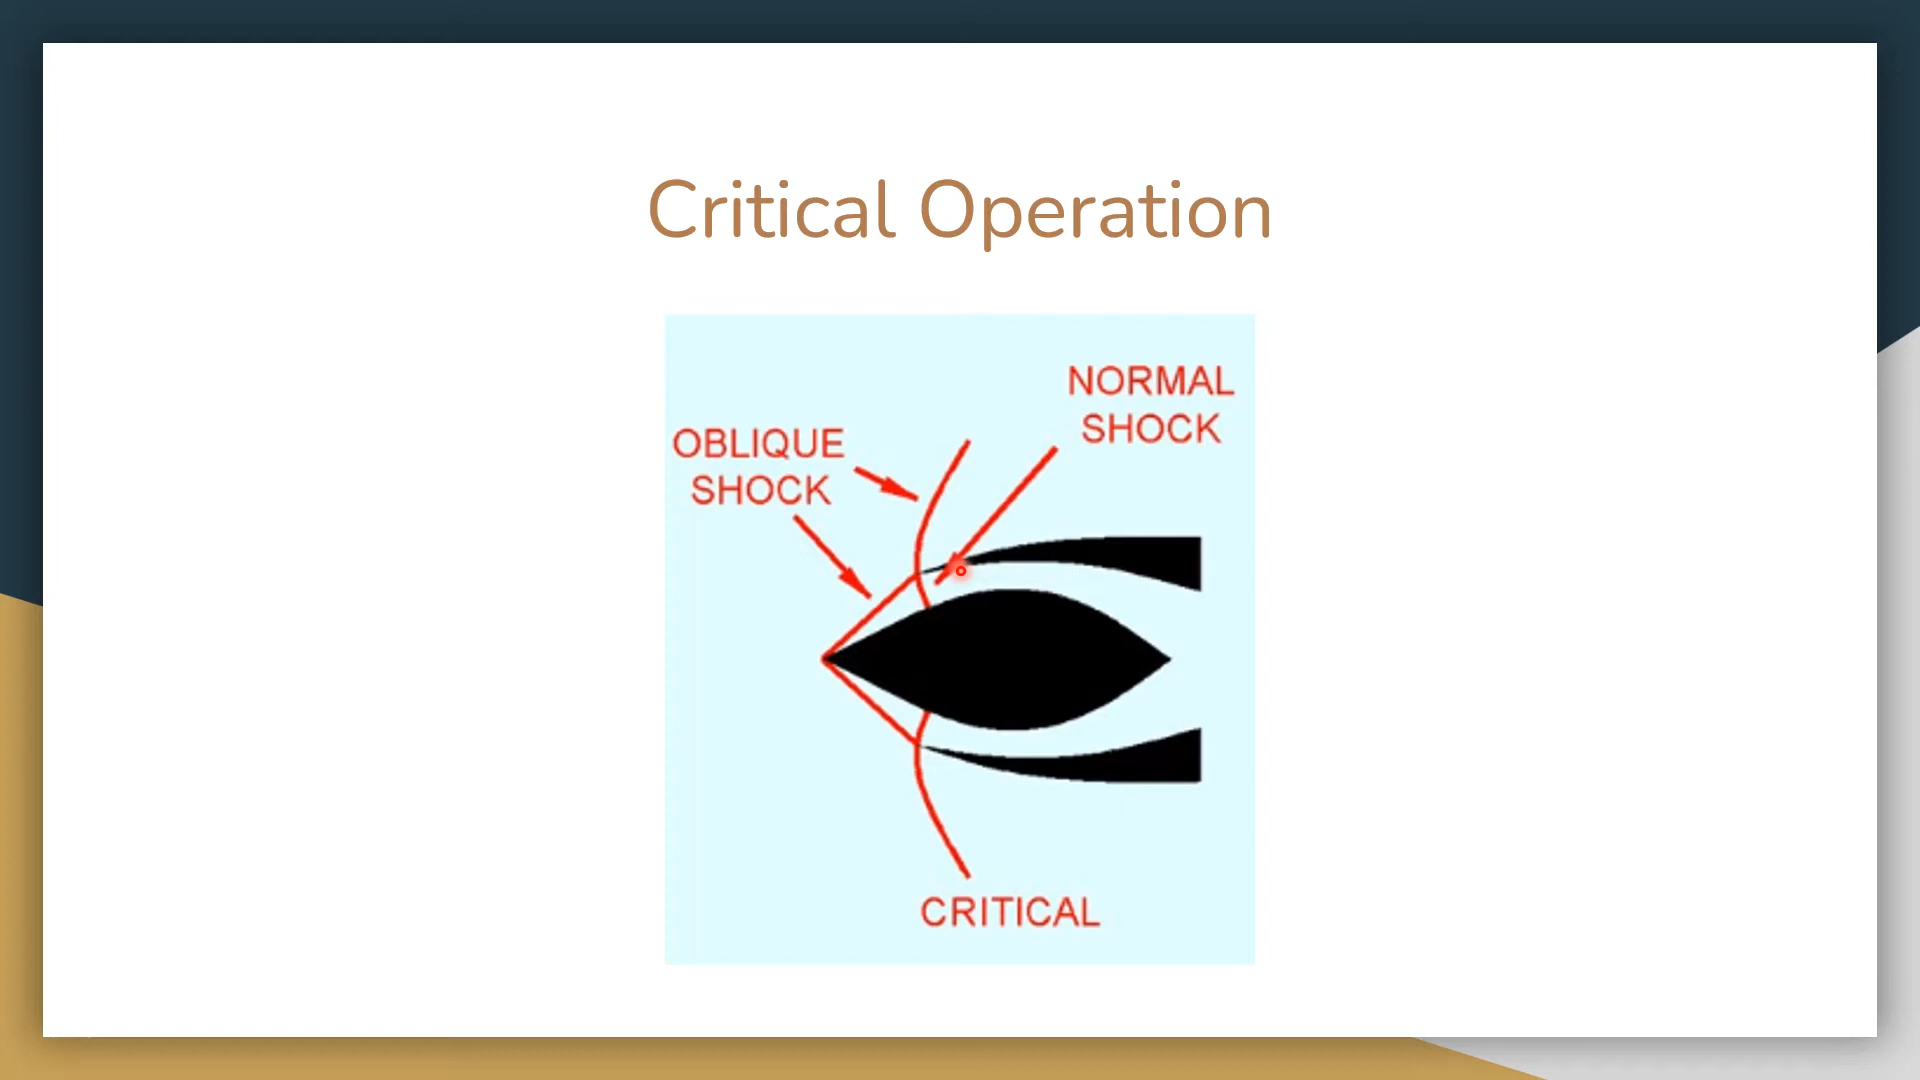 Critical Operation
NORMAL
SHOCK
OBLIQUE
SHOCK
CRITICAL